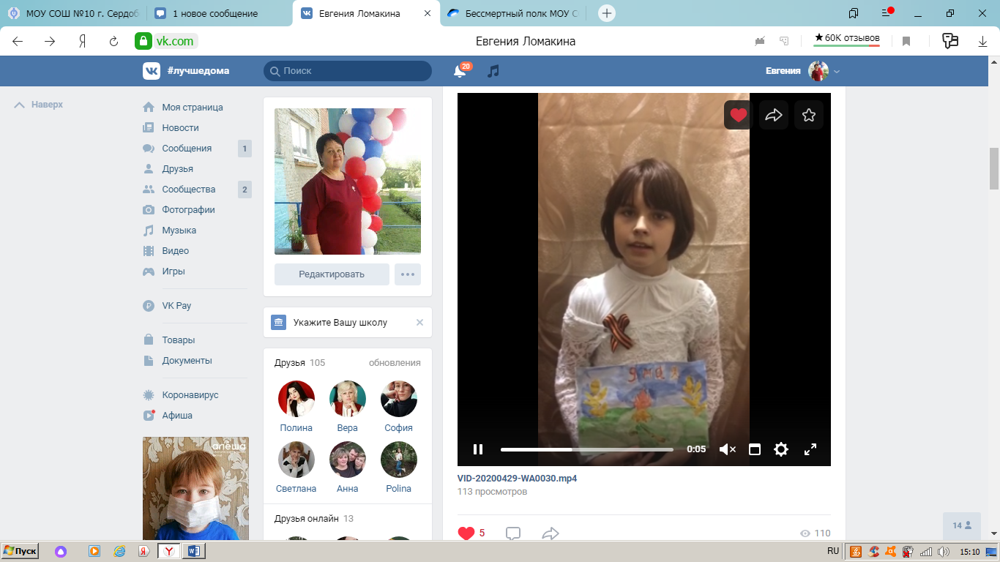 МОУ СОШ №10 г. Сердоб
1 новое сообщение
Евгения Ломакина
Бессмертный полк МОУ С
vk.com
Евгения Ломакина
60K отзывов
#лучшедома
Поиск
20
Евгения
Наверх
Моя страница
Новости
Сообщения 1
Друзья
Сообщества 2
Фотографии
Музыка
Видео
Игры
VK Pay
Товары
Документы
Коронавирус
Афиша
алёша
Редактировать
Укажите Вашу школу
Друзья 105 обновления
Полина Вера София
Светлана Анна Polina
Друзья онлайн 13
9 мая
0:05
VID-20200429-WA0030.mp4
113 просмотров
5
110
14
Пуск
RU
15:10